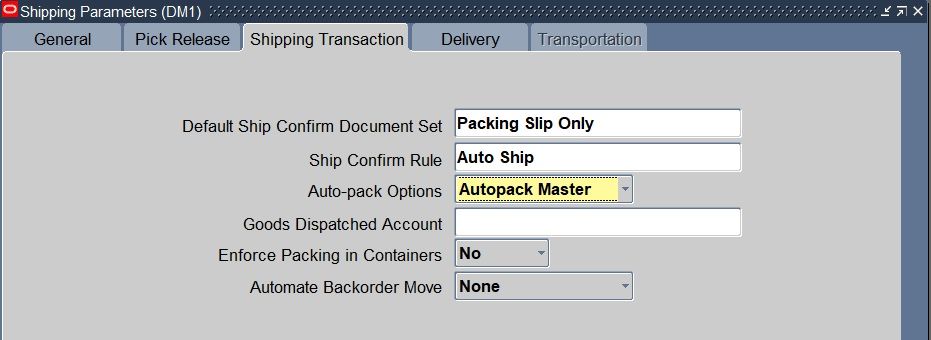 Shipping Parameters (DM1)
General Pick Release Shipping Transaction Delivery Transportation
Default Ship Confirm Document Set Packing Slip Only
Ship Confirm Rule Auto Ship
Auto-pack Options Autopack Master
Goods Dispatched Account
Enforce Packing in Containers No
Automate Backorder Move None